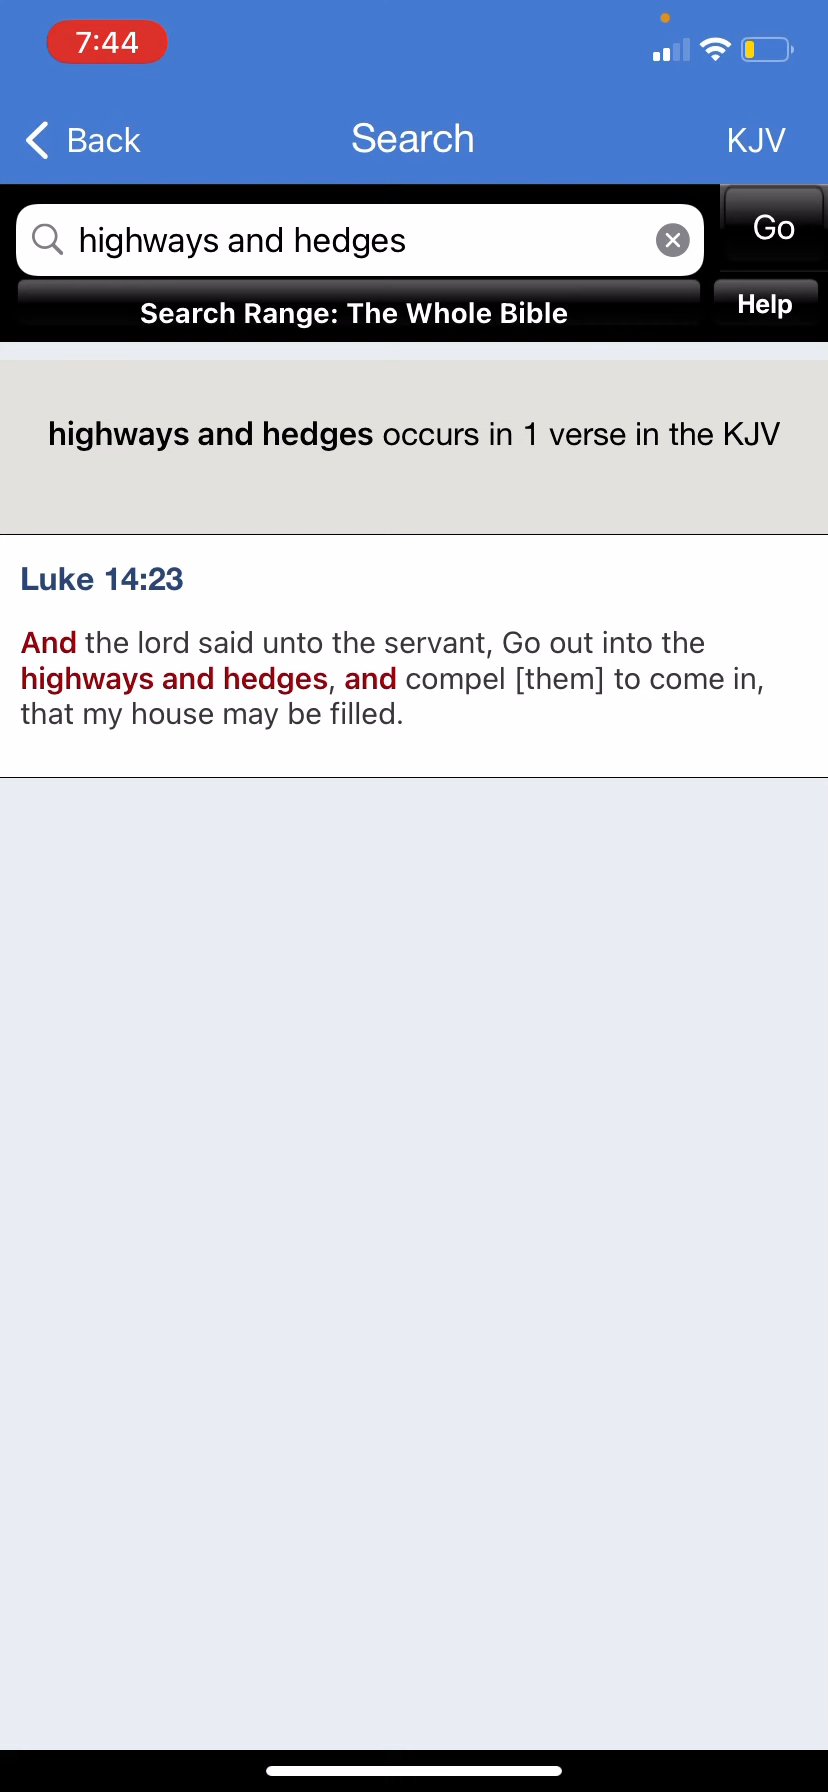 7:44
Back
Search
KJV
highways and hedges
Go
Search Range: The Whole Bible
Help
highways and hedges occurs in 1 verse in the KJV
Luke 14:23
And the lord said unto the servant, Go out into the
highways and hedges, and compel [them] to come in,
that my house may be filled.